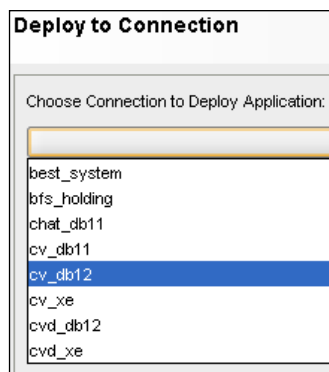 Deploy to Connection
Choose Connection to Deploy Application:
best_system
bfs_holding
chat_db11
cv_db11
cv_db12
cv_xe
cvd_db12
cvd_xe